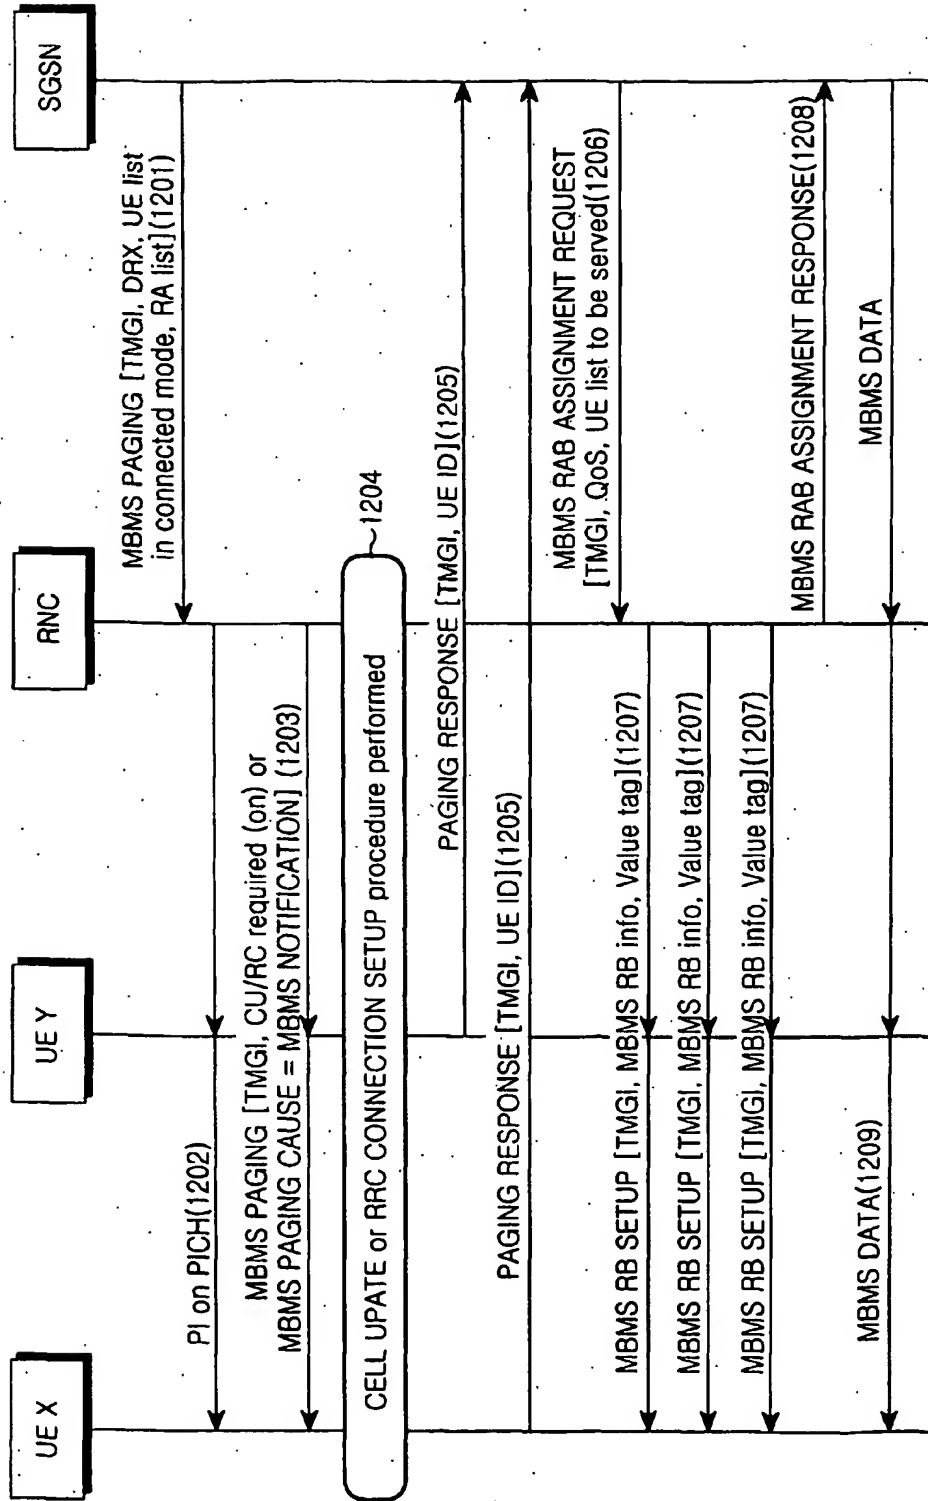 UE X
UE Y
RNC
SGSN
MBMS PAGING [TMGI, DRX, UE list
in connected mode, RA list](1201)
PI on PICH(1202)
MBMS PAGING [TMGI, CU/RC required (on) or
MBMS PAGING CAUSE = MBMS NOTIFICATION] (1203)
CELL UPATE or RRC CONNECTION SETUP procedure performed
1204
PAGING RESPONSE [TMGI, UE ID](1205)
PAGING RESPONSE [TMGI, UE ID](1205)
MBMS RAB ASSIGNMENT REQUEST
[TMGI, QoS, UE list to be served(1206)
MBMS RB SETUP [TMGI, MBMS RB info, Value tag](1207)
MBMS RB SETUP [TMGI, MBMS RB info, Value tag](1207)
MBMS RB SETUP [TMGI, MBMS RB info, Value tag](1207)
MBMS RAB ASSIGNMENT RESPONSE(1208)
MBMS DATA
MBMS DATA(1209)